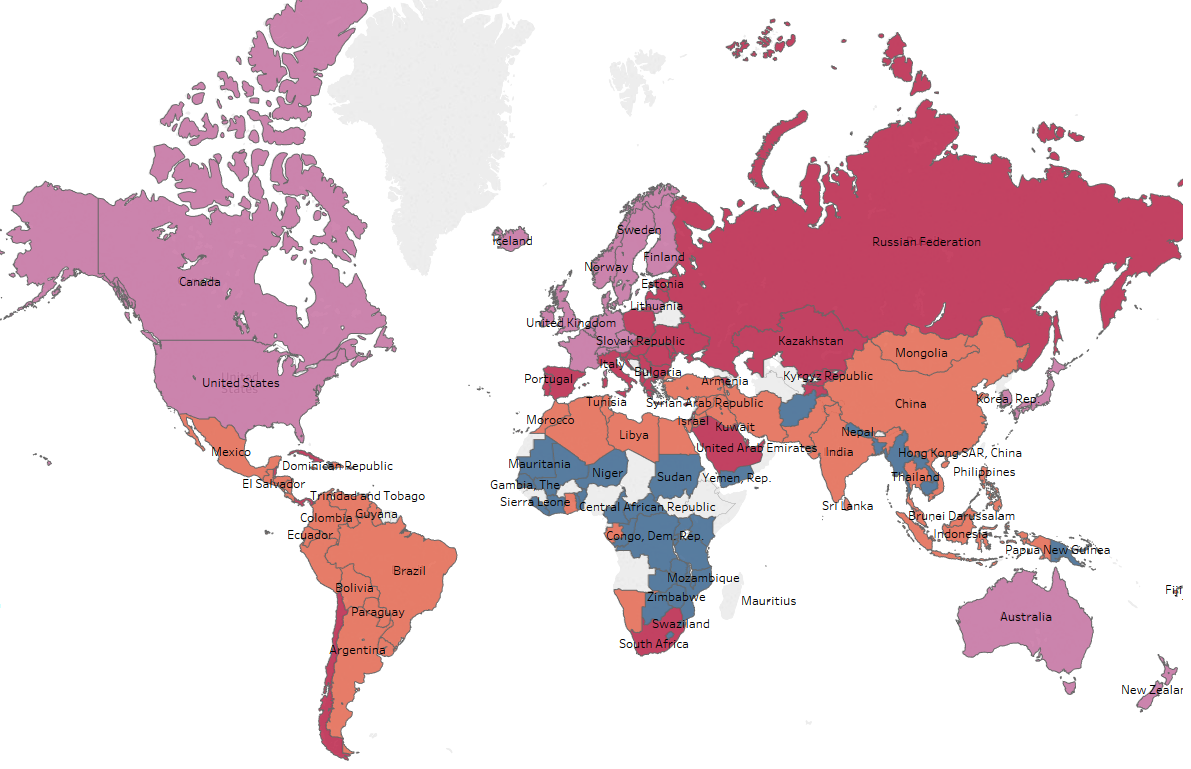 Sweden
Iceland
Russian Federation
Finland
Norway
Canada
Estonia
Lithuania
United Kingdom
Slovak Republic
Kazakhstan
Mongolia
Italy
Bulgaria
Kyrgyz Republic
Portugal
Armenia
United States
United States
Tunisia
Syrian Arab Republic
Korea, Rep.
China
Morocco
Israel
Kuwait
Libya
Nepal
Mexico
United Arab Emirates
India
Hong Kong SAR, China
Dominican Republic
Mauritania
Niger
Sudan
Yemen, Rep.
Thailand
Philippines
El Salvador
Gambia, The
Trinidad and Tobago
Sierra Leone
Central African Republic
Sri Lanka
Colombia
Guyana
Brunei Darussalam
Ecuador
Congo, Dem. Rep.
Indonesia
Papua New Guinea
Brazil
Mozambique
Bolivia
Zimbabwe
Mauritius
Fij
Paraguay
Swaziland
Australia
South Africa
Argentina
New Zealar